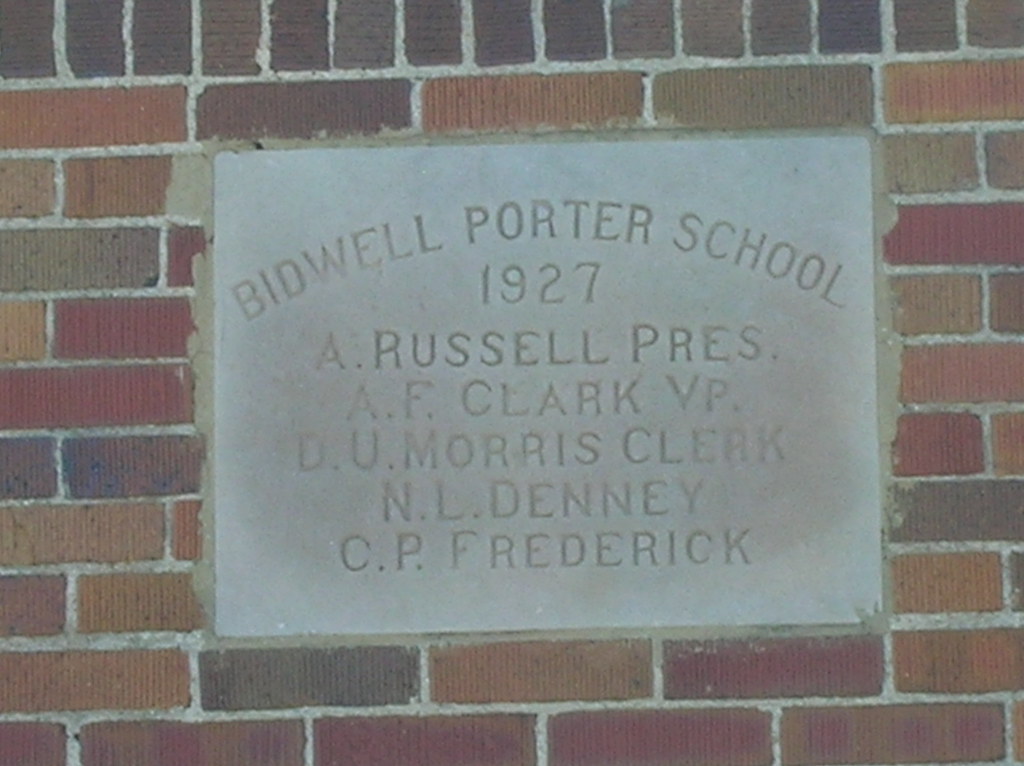 BIDWELL PORTER SCHOOL
1927
A. RUSSELL PRES.
A.F. CLARK VP.
D.U. MORRIS CLERK
N.L. DENNEY
C.P. FREDERICK